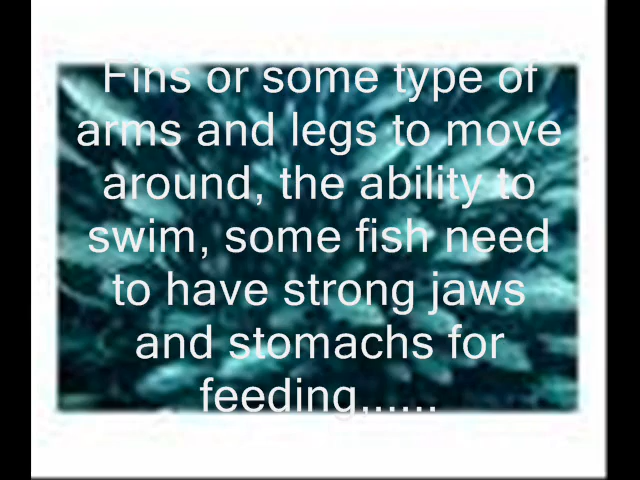 Fins or some type of
arms and legs to move
around, the ability to
swim, some fish need
to have strong jaws
and stomachs for
feeding,.....